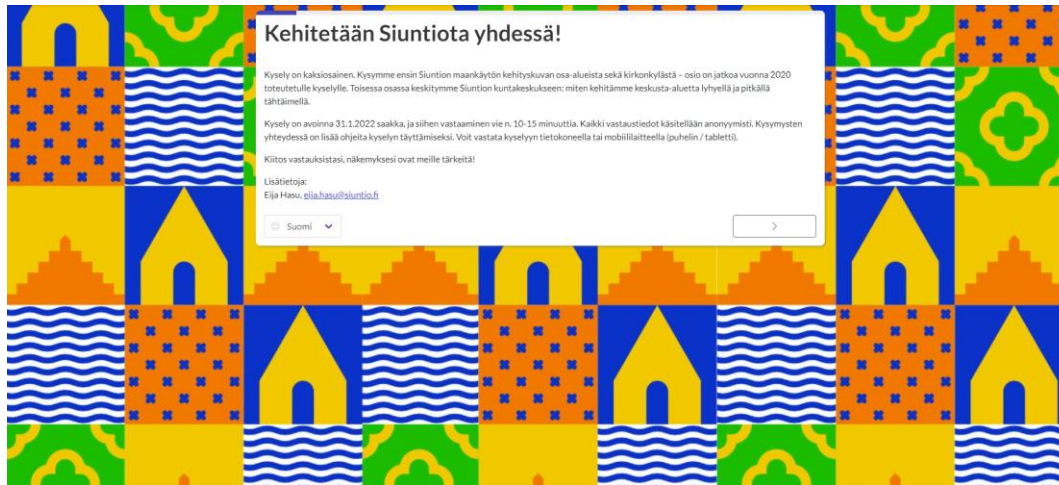 Kehitetään Siuntiota yhdessä!
Kysely on kaksiosainen. Kysymme ensin Siuntion maankäytön kehityskuvan osa-alueista sekä kirkonkylästä – osio on jatkoa vuonna 2020
toteutetulle kyselylle. Toisessa osassa keskitymme Siuntion kuntakeskukseen: miten kehitämme keskusta-aluetta lyhyellä ja pitkällä
tähtäimellä.
Kysely on avoinna 31.1.2022 saakka, ja siihen vastaaminen vie n. 10-15 minuuttia. Kaikki vastaustiedot käsitellään anonyymisti. Kysymysten
yhteydessä on lisää ohjeita kyselyn täyttämiseksi. Voit vastata kyselyyn tietokoneella tai mobiililaitteella (puhelin / tabletti).
Kiitos vastauksistasi, näkemyksesi ovat meille tärkeitä!
Lisätietoja:
Eija Hasu, eija.hasu@siuntio.fi
Suomi